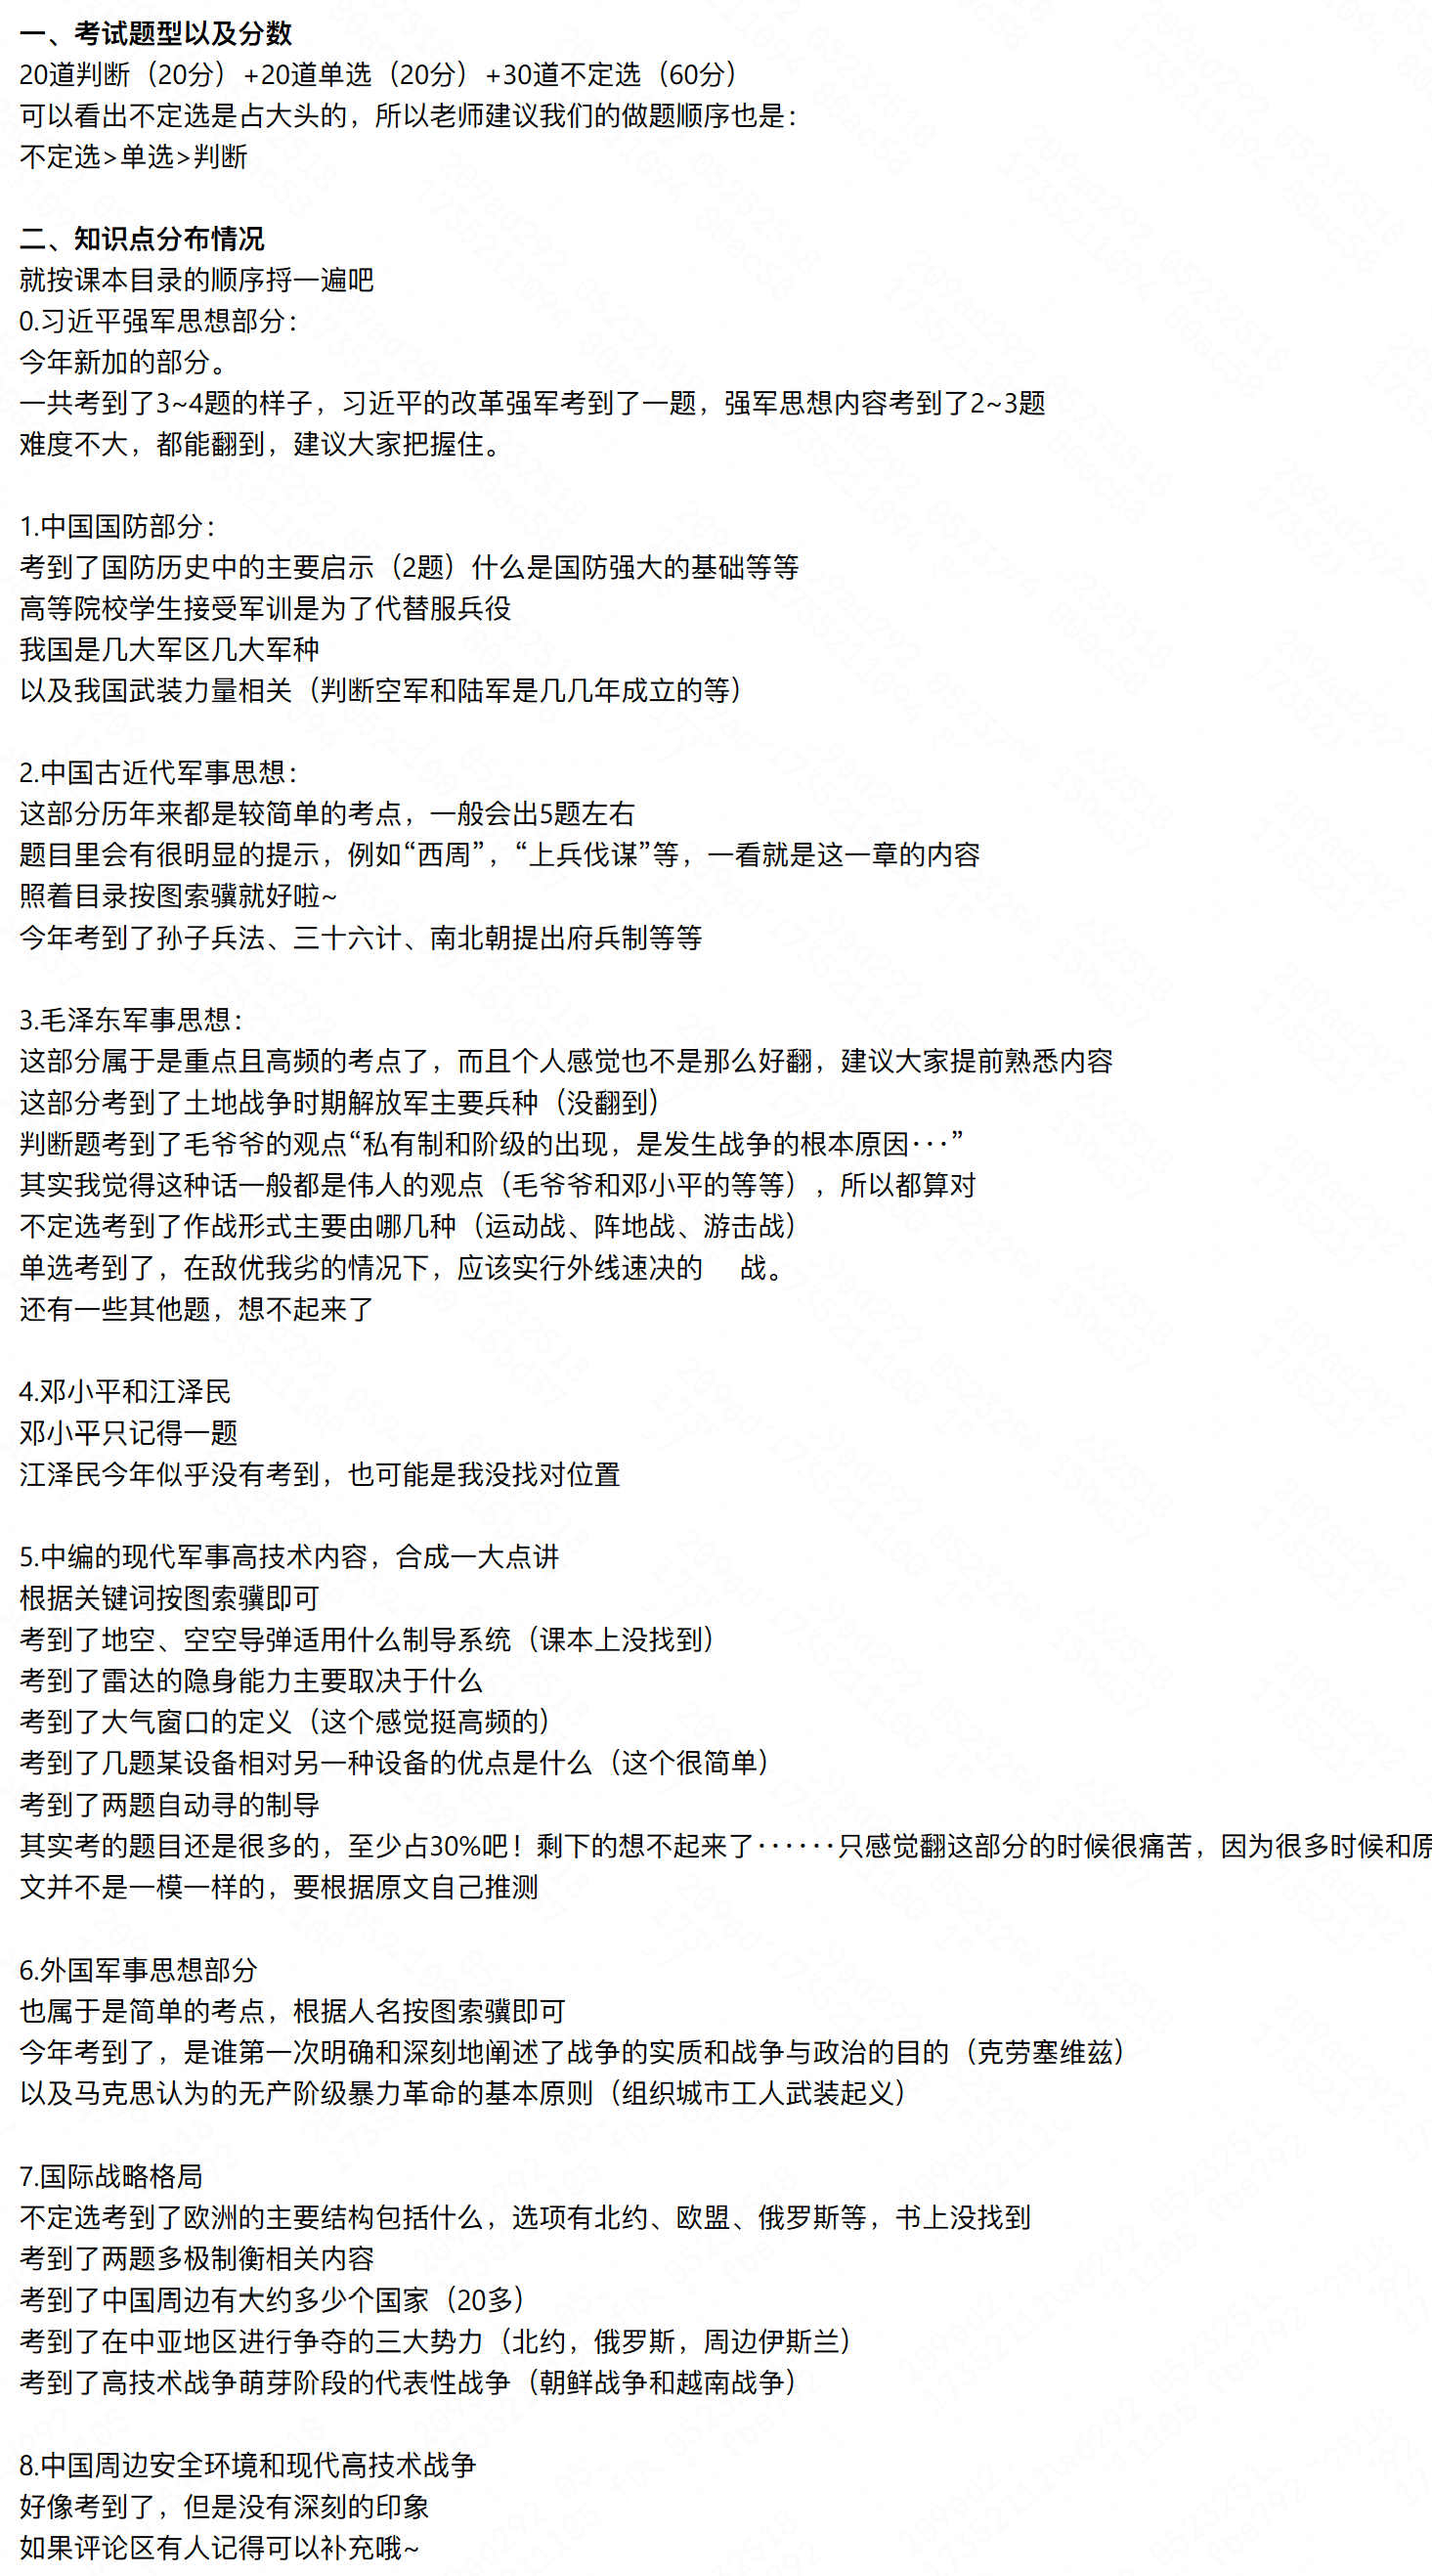 一、考试题型以及分数
20道判断（20分）+20道单选（20分）+30道不定选（60分）
可以看出不定选是占大头的，所以老师建议我们的做题顺序也是：
不定选>单选>判断
二、知识点分布情况
就按课本目录的顺序捋一遍吧
0.习近平强军思想部分：
今年新加的部分。
一共考到了3~4题的样子，习近平的改革强军考到了一题，强军思想内容考到了2~3题
难度不大，都能翻到，建议大家把握住。
1.中国国防部分：
考到了国防历史中的主要启示（2题）什么是国防强大的基础等等
高等院校学生接受军训是为了代替服兵役
我国是几大军区几大军种
以及我国武装力量相关（判断空军和陆军是几几年成立的等）
2.中国古近代军事思想：
这部分历年来都是较简单的考点，一般会出5题左右
题目里会有很明显的提示，例如“西周”，“上兵伐谋”等，一看就是这一章的内容
照着目录按图索骥就好啦~
今年考到了孙子兵法、三十六计、南北朝提出府兵制等等
3.毛泽东军事思想：
这部分属于是重点且高频的考点了，而且个人感觉也不是那么好翻，建议大家提前熟悉内容
这部分考到了土地战争时期解放军主要兵种（没翻到）
判断题考到了毛爷爷的观点“私有制和阶级的出现，是发生战争的根本原因···”
其实我觉得这种话一般都是伟人的观点（毛爷爷和邓小平的等等），所以都算对
不定选考到了作战形式主要由哪几种（运动战、阵地战、游击战）
单选考到了，在敌优我劣的情况下，应该实行外线速决的  战。
还有一些其他题，想不起来了
4.邓小平和江泽民
邓小平只记得一题
江泽民今年似乎没有考到，也可能是我没找对位置
5.中编的现代军事高技术内容，合成一大点讲
根据关键词按图索骥即可
考到了地空、空空导弹适用什么制导系统（课本上没找到）
考到了雷达的隐身能力主要取决于什么
考到了大气窗口的定义（这个感觉挺高频的）
考到了几题某设备相对另一种设备的优点是什么（这个很简单）
考到了两题自动寻的制导
其实考的题目还是很多的，至少占30%吧！剩下的想不起来了······只感觉翻这部分的时候很痛苦，因为很多时候和原
文并不是一模一样的，要根据原文自己推测
6.外国军事思想部分
也属于是简单的考点，根据人名按图索骥即可
今年考到了，是谁第一次明确和深刻地阐述了战争的实质和战争与政治的目的（克劳塞维兹）
以及马克思认为的无产阶级暴力革命的基本原则（组织城市工人武装起义）
7.国际战略格局
不定选考到了欧洲的主要结构包括什么，选项有北约、欧盟、俄罗斯等，书上没找到
考到了两题多极制衡相关内容
考到了中国周边有大约多少个国家（20多）
考到了在中亚地区进行争夺的三大势力（北约，俄罗斯，周边伊斯兰）
考到了高技术战争萌芽阶段的代表性战争（朝鲜战争和越南战争）
8.中国周边安全环境和现代高技术战争
好像考到了，但是没有深刻的印象
如果评论区有人记得可以补充哦~